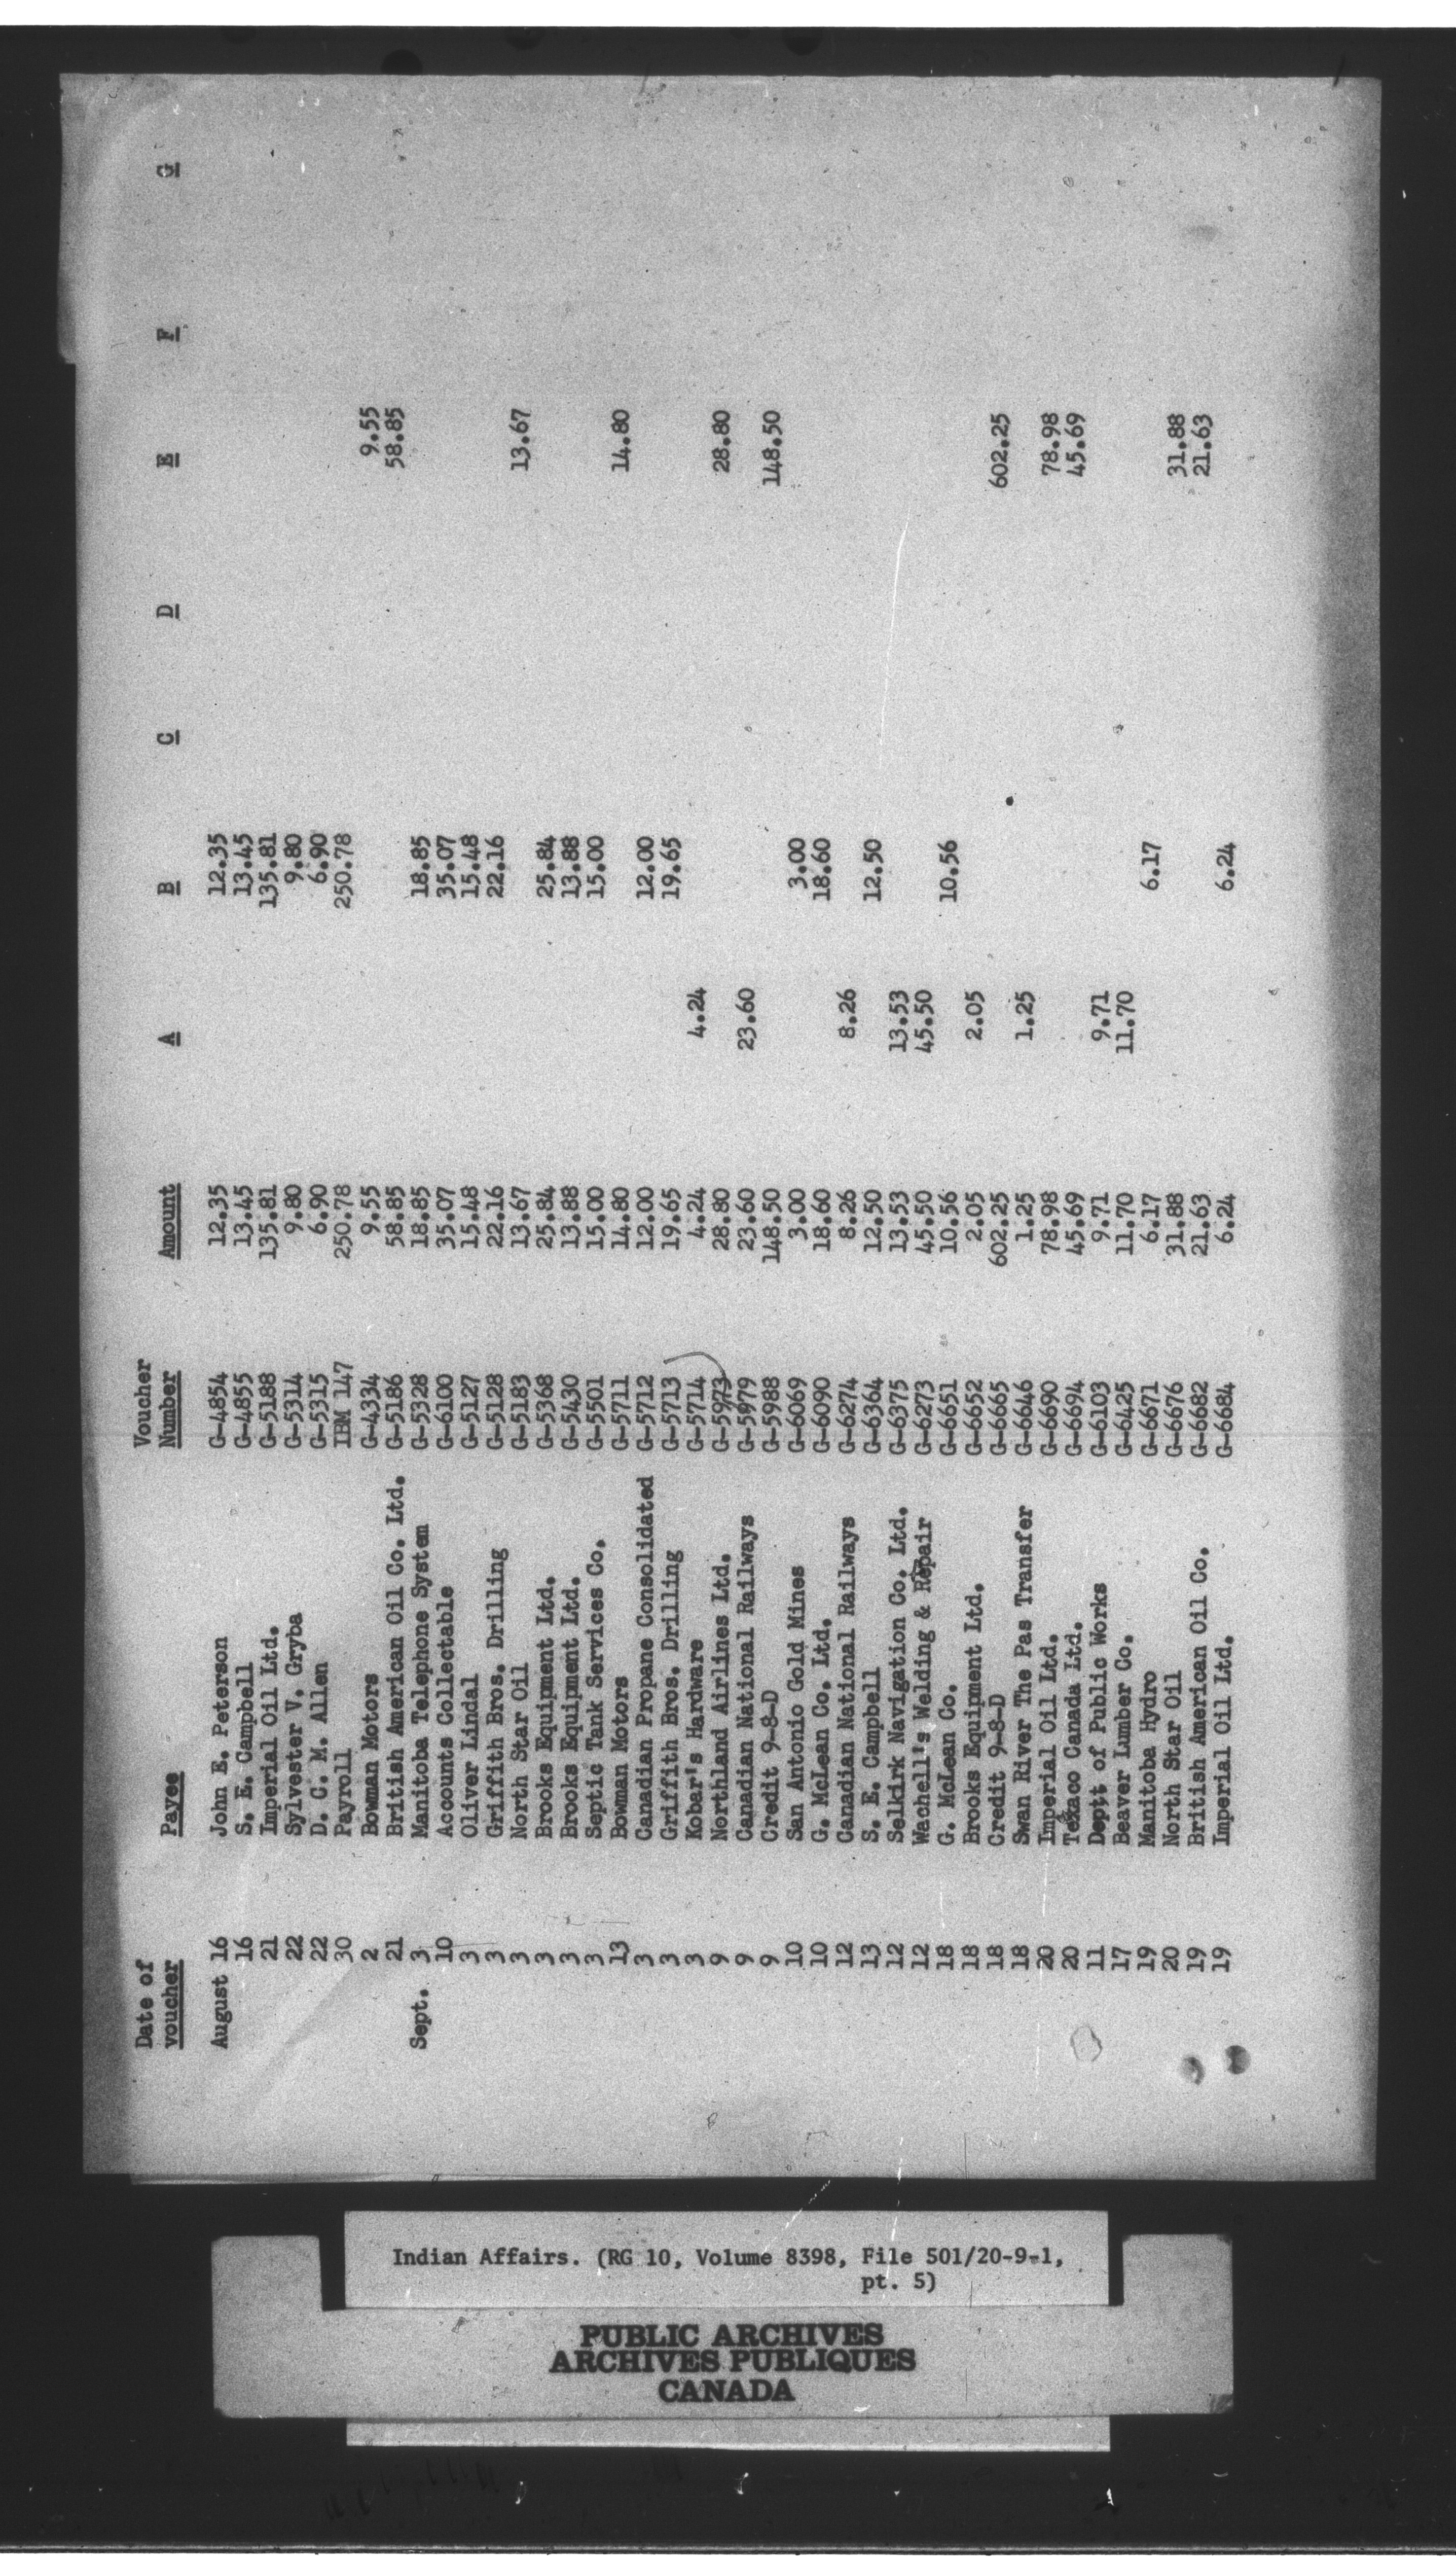 Date of Voucher
voucher Payee Number Amount A B C D E F G
August 16 John E. Peterson G-4854 12.35 12.35
16 S. E. Campbell G-4855 13.45 13.45
21 Imperial Oil Ltd. G-5188 135.81 135.81
22 Sylvester V. Gryba G-5314 9.80 9.80
22 D. C. M. Allen G-5315 6.90 6.90
30 Payroll IBM 147 250.78 250.78
2 Bowman Motors G-4334 9.55 9.55
21 British American Oil Co. Ltd. G-5186 58.85 58.85
Sept. 3 Manitoba Telephone System G-5328 18.85 18.85
10 Accounts Collectable G-6100 35.07 35.07
3 Oliver Lindal G-5127 15.48 15.48
3 Griffith Bros. Drilling G-5128 22.16 22.16
3 North Star Oil G-5183 13.67 13.67
3 Brooks Equipment Ltd. G-5368 25.84 25.84
3 Brooks Equipment Ltd. G-5430 13.88 13.88
3 Septic Tank Services Co. G-5501 15.00 15.00
13 Bowman Motors G-5711 14.80 14.80
3 Canadian Propane Consolidated G-5712 12.00 12.00
3 Griffith Bros. Drilling G-5713 19.65 19.65
3 Kobar's Hardware G-5714 4.24 4.24
9 Northland Airlines Ltd. G-5973 28.80 28.80
9 Canadian National Railways G-5979 23.60 23.60
9 Credit 9-8-D G-5988 148.50 148.50
10 San Antonio Gold Mines G-6069 3.00 3.00
10 G. McLean Co. Ltd. G-6090 18.60 18.60
12 Canadian National Railways G-6274 8.26 8.26
13 S. E. Campbell G-6364 12.50 12.50
12 Selkirk Navigation Co. Ltd. G-6375 13.53 13.53
12 Wachell's Welding & Repair G-6273 45.50 45.50
18 G. McLean Co. G-6651 10.56 10.56
18 Brooks Equipment Ltd. G-6652 2.05 2.05
18 Credit 9-8-D G-6665 602.25 602.25
18 Swan River The Pas Transfer G-6646 1.25 1.25
20 Imperial Oil Ltd. G-6690 78.98 78.98
20 Texaco Canada Ltd. G-6694 45.69 45.69
11 Deptt of Public Works G-6103 9.71 9.71
17 Beaver Lumber Co. G-6425 11.70 11.70
19 Manitoba Hydro G-6671 6.17 6.17
20 North Star Oil G-6676 31.88 31.88
19 British American Oil Co. G-6682 21.63 21.63
19 Imperial Oil Ltd. G-6684 6.24 6.24
Indian Affairs. (RG 10, Volume 8398, File 501/20-9-1,
pt. 5)
PUBLIC ARCHIVES
ARCHIVES PUBLIQUES
CANADA